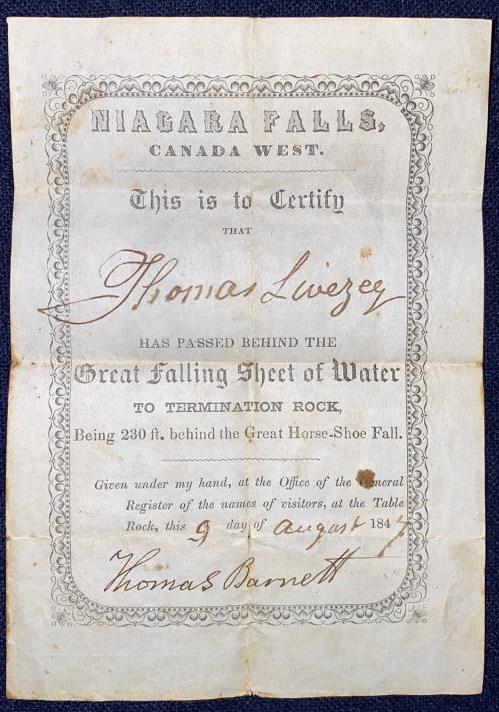 NIAGARA FALLS,
CANADA WEST.
This is to Certify
THAT
Thomas Livezey
HAS PASSED BEHIND THE
Great Falling Sheet of Water
TO TERMINATION ROCK,
Being 230 ft. behind the Great Horse-Shoe Fall.
Given under my hand, at the Office of the General
Register of the names of visitors, at the Table
Rock, this 9 day of August 1847
Thomas Barnett